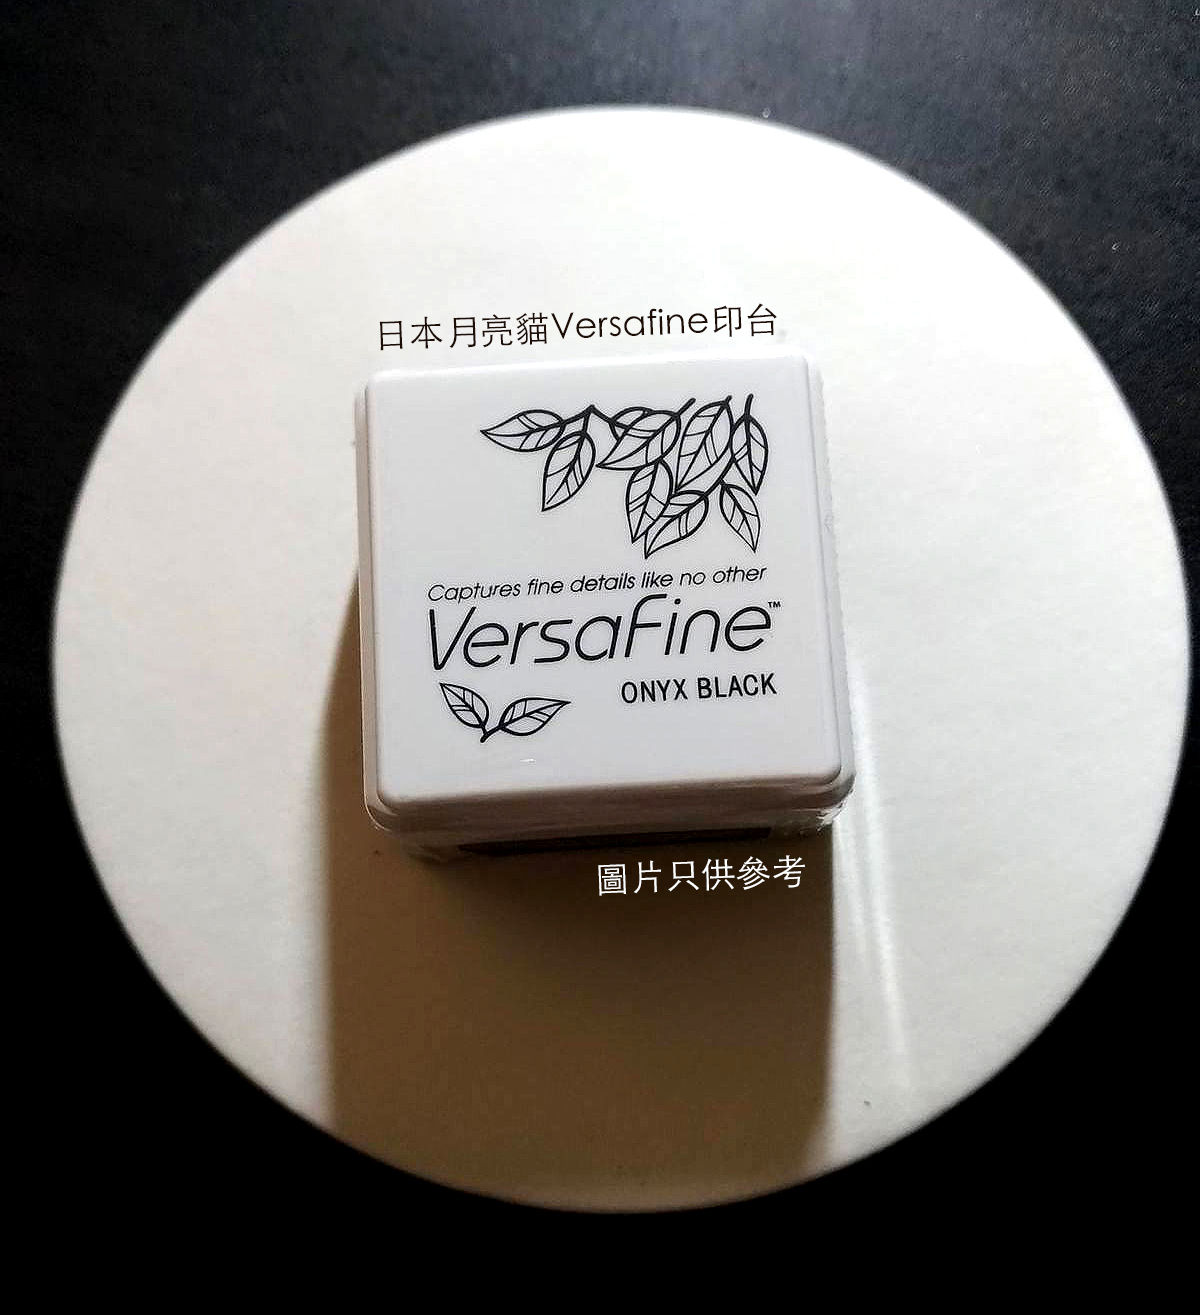 日本月亮貓Versafine印台
Captures fine details like no other
VersaFine™
ONYX BLACK
圖片只供參考